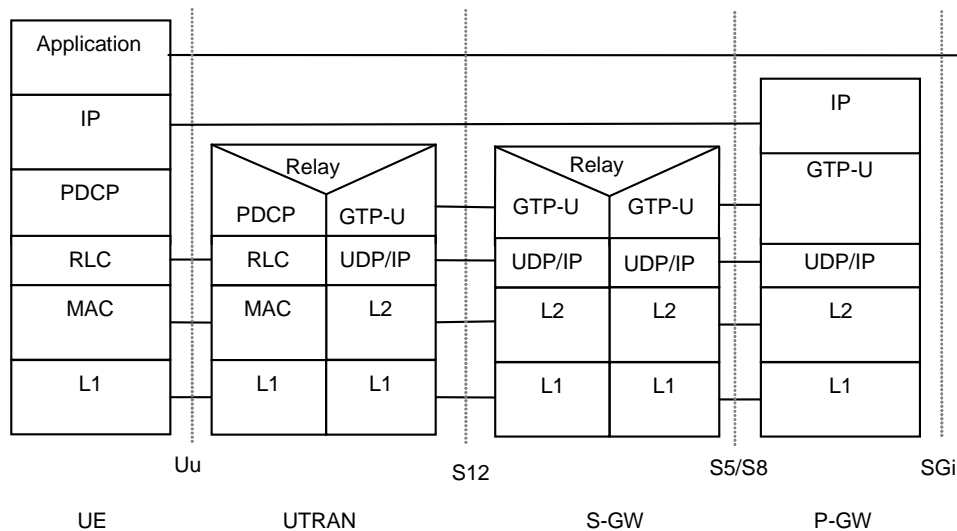 Application
IP
IP
Relay
Relay
GTP-U
PDCP
PDCP
GTP-U
GTP-U
GTP-U
RLC
RLC
UDP/IP
UDP/IP
UDP/IP
UDP/IP
MAC
MAC
L2
L2
L2
L2
L1
L1
L1
L1
L1
L1
Uu
S12
S5/S8
SGi
UE
UTRAN
S-GW
P-GW